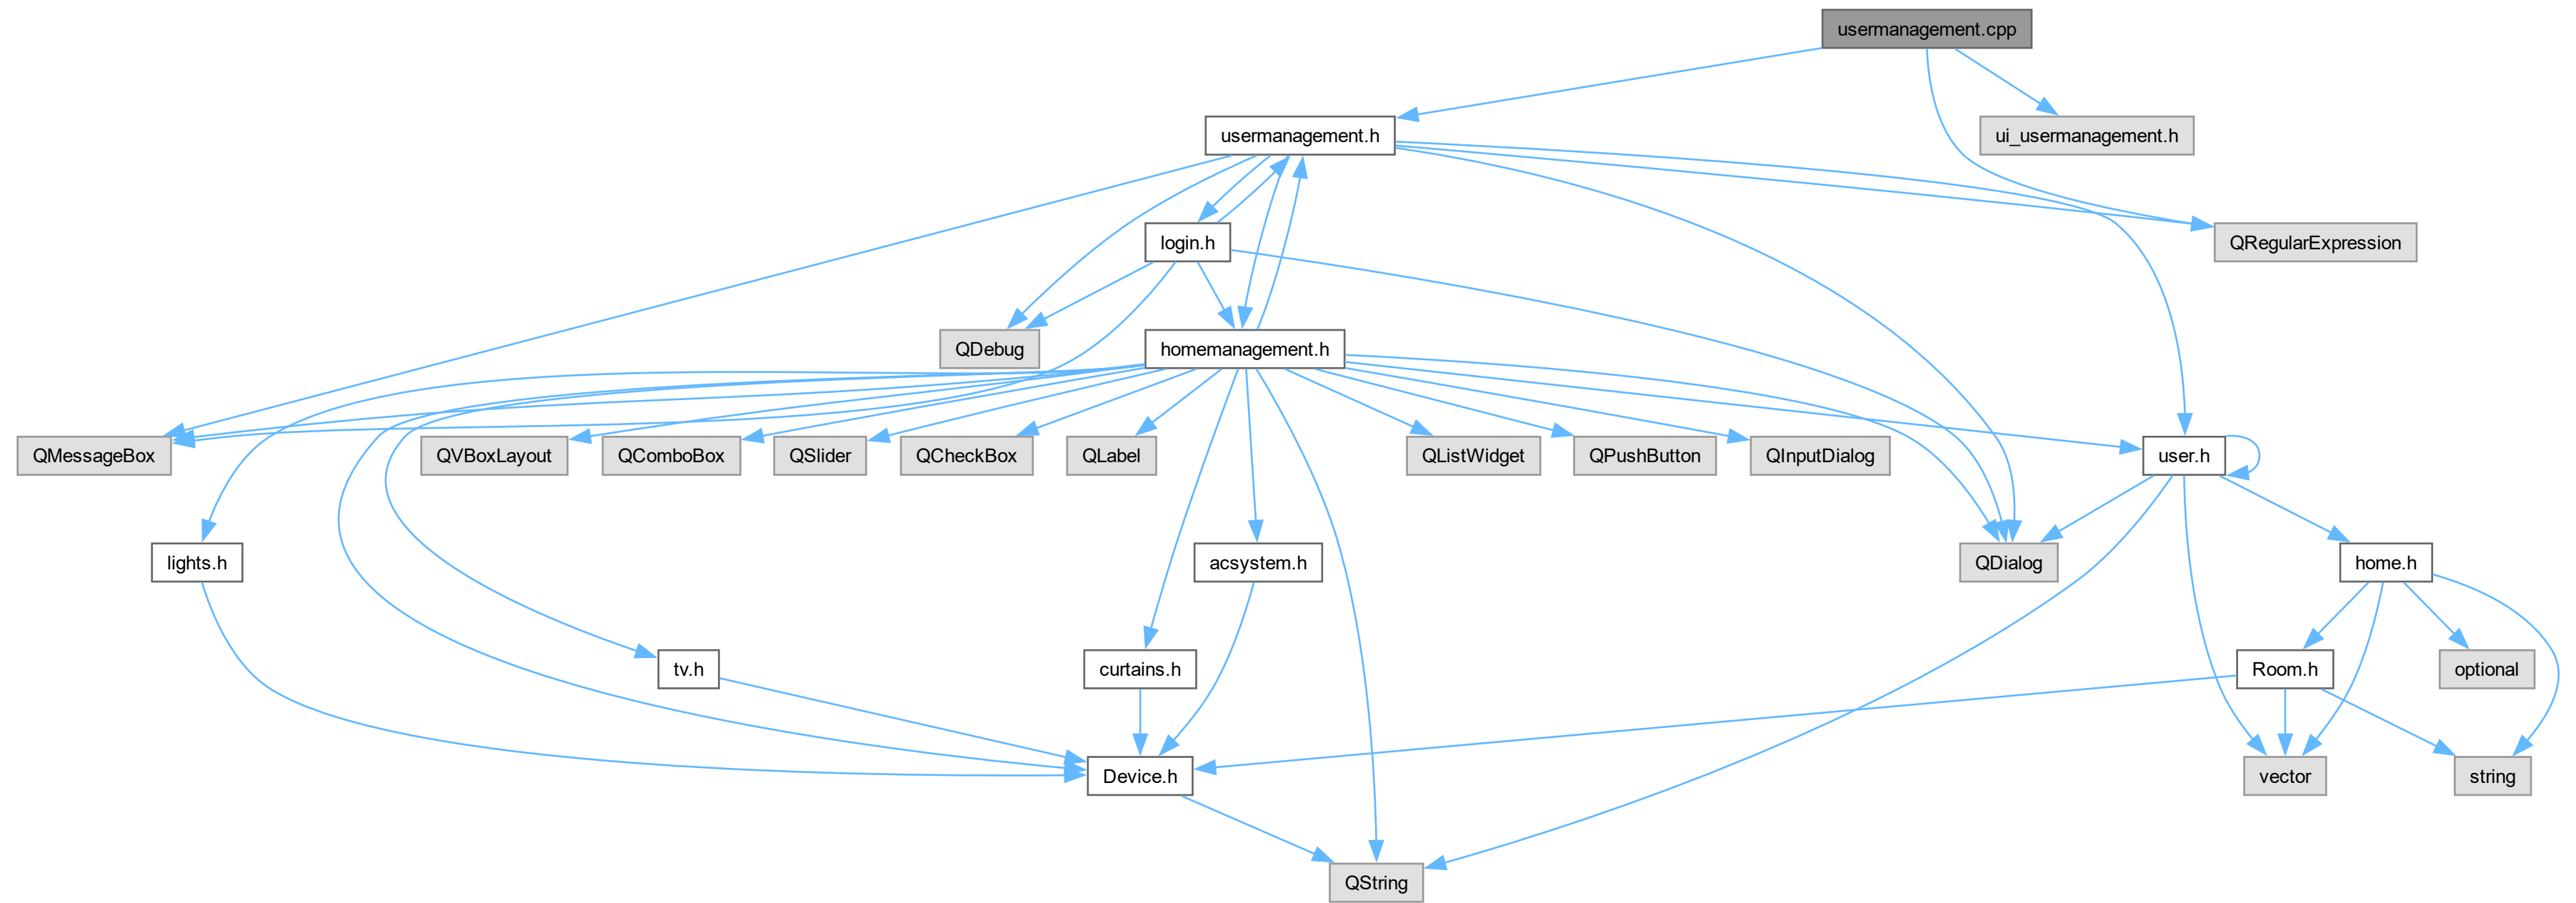 usermanagement.cpp
usermanagement.h
ui_usermanagement.h
login.h
QRegularExpression
QDebug
homemanagement.h
QMessageBox
QVBoxLayout
QComboBox
QSlider
QCheckBox
QLabel
QListWidget
QPushButton
QInputDialog
user.h
lights.h
acsystem.h
QDialog
home.h
tv.h
curtains.h
Room.h
optional
Device.h
vector
string
QString